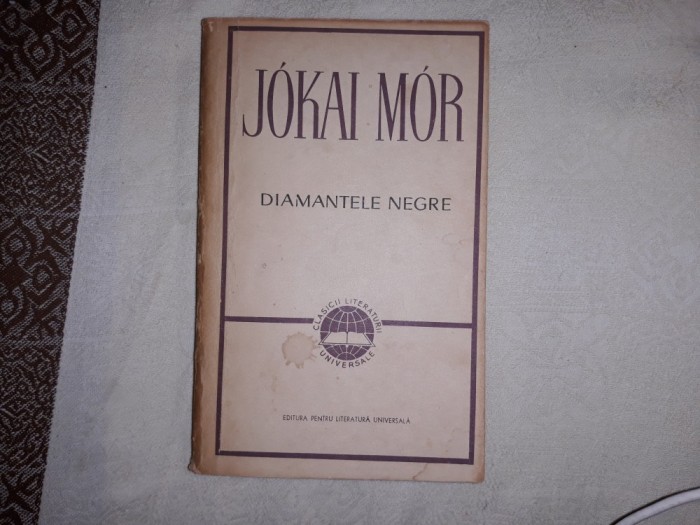 JÓKAI MÓR
DIAMANTELE NEGRE
CLASICII LITERATURII
UNIVERSALE
EDITURA PENTRU LITERATURĂ UNIVERSALĂ